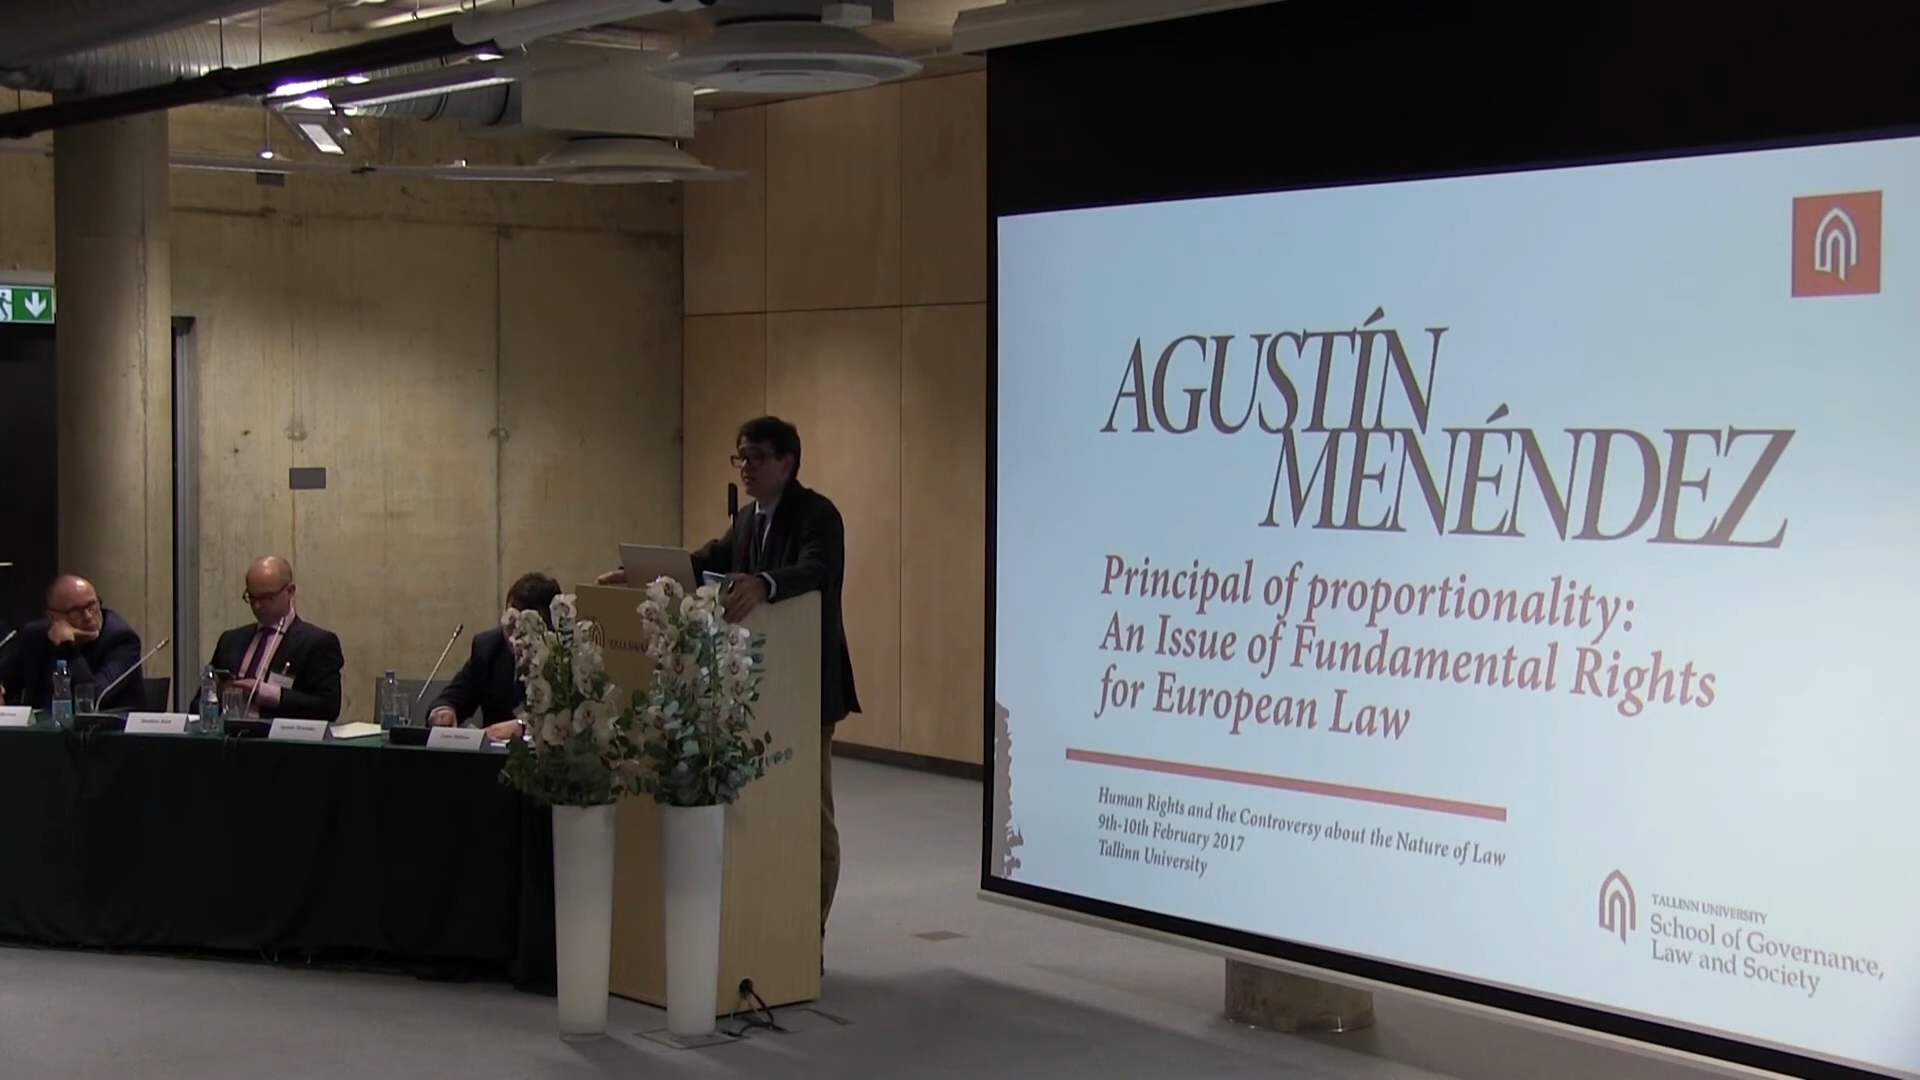 AGUSTÍN
MENÉNDEZ
Principal of proportionality:
An Issue of Fundamental Rights
for European Law
Human Rights and the Controversy about the Nature of Law
9th-10th February 2017
Tallinn University
TALLINN UNIVERSITY
School of Governance,
Law and Society
TALLINN